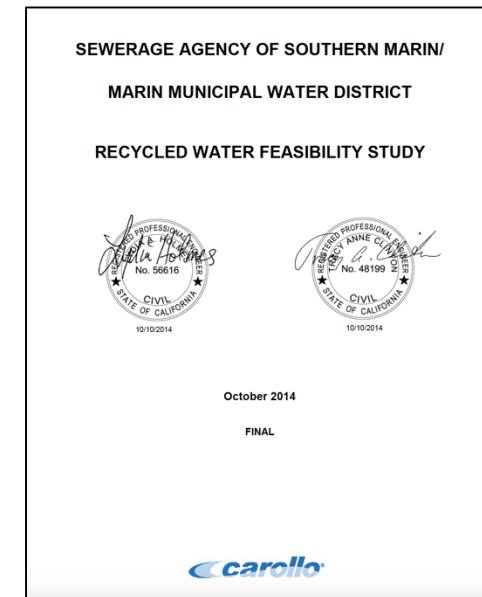 SEWERAGE AGENCY OF SOUTHERN MARIN/
MARIN MUNICIPAL WATER DISTRICT
RECYCLED WATER FEASIBILITY STUDY
REGISTERED PROFESSIONAL ENGINEER
No. 56616
CIVIL
STATE OF CALIFORNIA
10/10/2014
REGISTERED PROFESSIONAL ENGINEER
TRACY ANNE CLINTON
No. 48199
CIVIL
STATE OF CALIFORNIA
10/10/2014
October 2014
FINAL
carollo